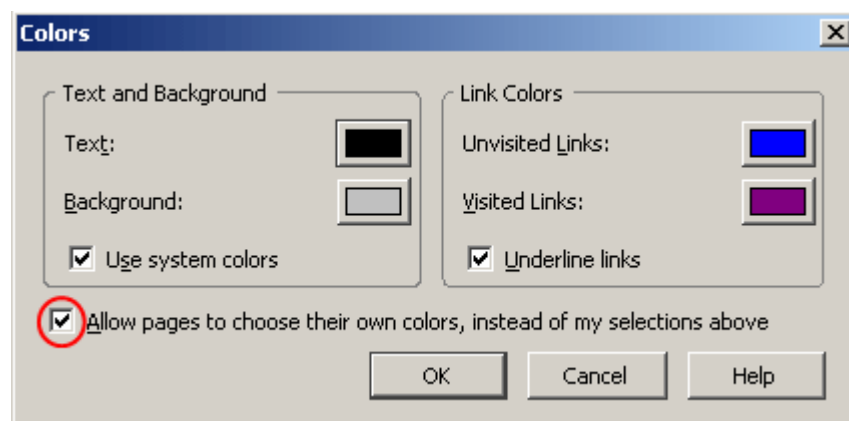 Colors
Text and Background
Text:
Background:
Use system colors
Link Colors
Unvisited Links:
Visited Links:
Underline links
Allow pages to choose their own colors, instead of my selections above
OK
Cancel
Help